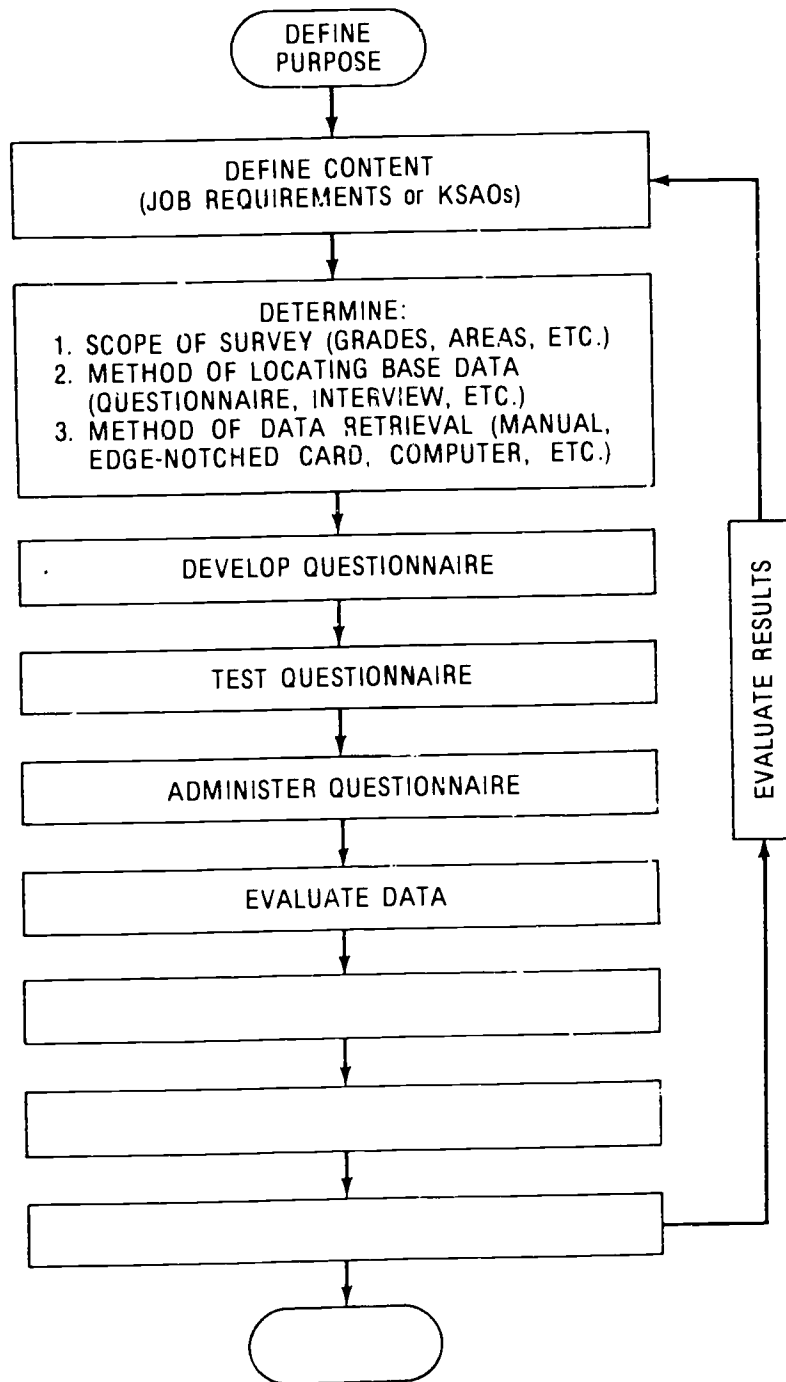 DEFINE
PURPOSE
DEFINE CONTENT
(JOB REQUIREMENTS or KSAOs)
DETERMINE:
1. SCOPE OF SURVEY (GRADES, AREAS, ETC.)
2. METHOD OF LOCATING BASE DATA
(QUESTIONNAIRE, INTERVIEW, ETC.)
3. METHOD OF DATA RETRIEVAL (MANUAL,
EDGE-NOTCHED CARD, COMPUTER, ETC.)
DEVELOP QUESTIONNAIRE
TEST QUESTIONNAIRE
ADMINISTER QUESTIONNAIRE
EVALUATE DATA
EVALUATE RESULTS